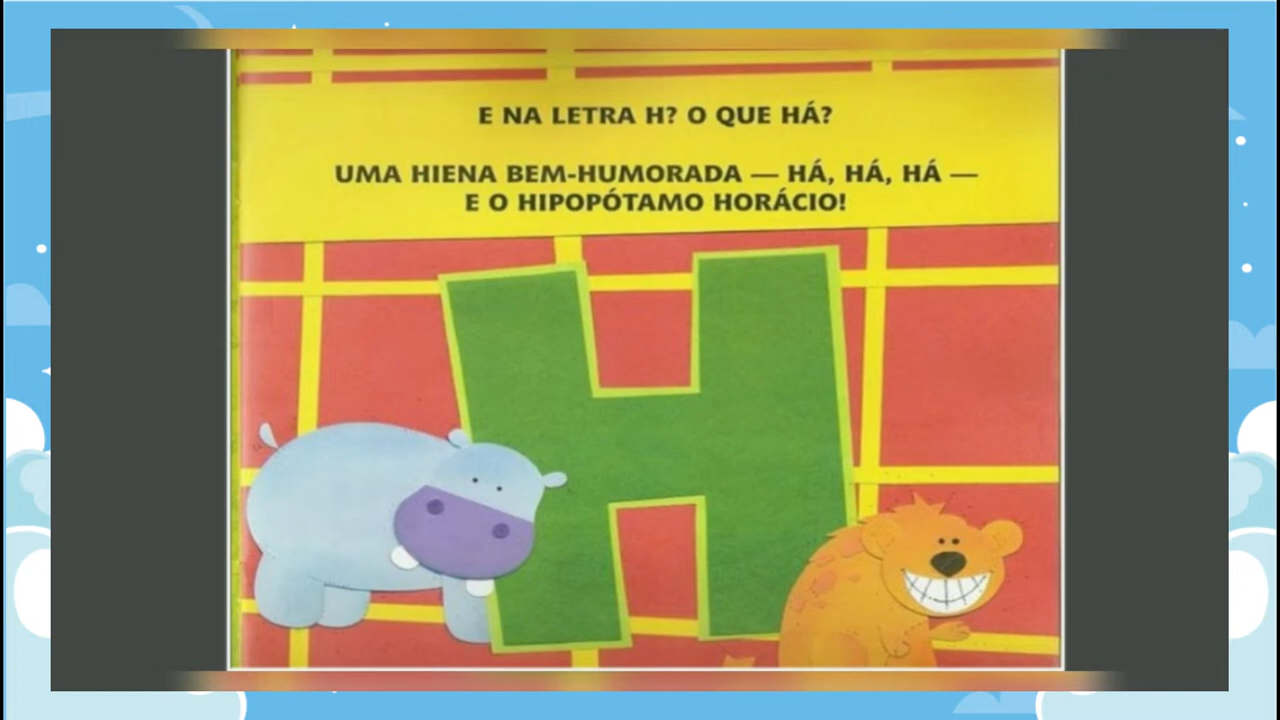 E NA LETRA H? O QUE HÁ?
UMA HIENA BEM-HUMORADA — HÁ, HÁ, HÁ —
E O HIPOPÓTAMO HORÁCIO!
H